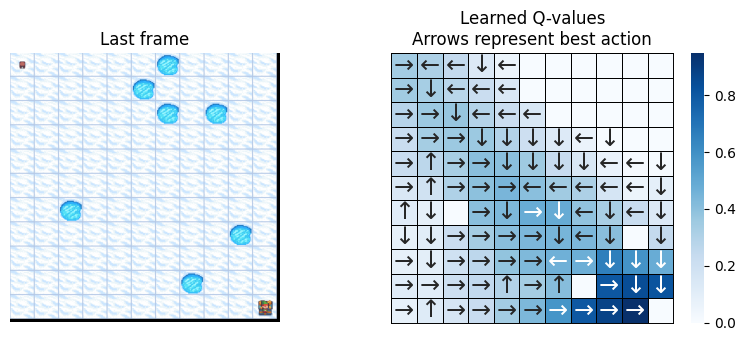 Last frame
Learned Q-values
Arrows represent best action
→ ← ← ↓ ←
→ ↓ ← ← ←
→ → ↓ ← ← ←
→ → → ↓ ↓ ↓ ↓ ← ↓
→ ↑ → → ↓ ↓ ↓ ↓ ← ← ↓
→ ↑ → → → ← ← ← ← ← ↓
↑ ↓ → ↓ → ↓ ← ↓ ← ↓
↓ ↓ → → → → ↓ ← ↓ ↓
→ ↓ → → → → ← → ↓ ↓ ↓
→ → → → ↑ → ↑ → ↓ ↓
→ ↑ → → → → → → → →
0.8
0.6
0.4
0.2
0.0